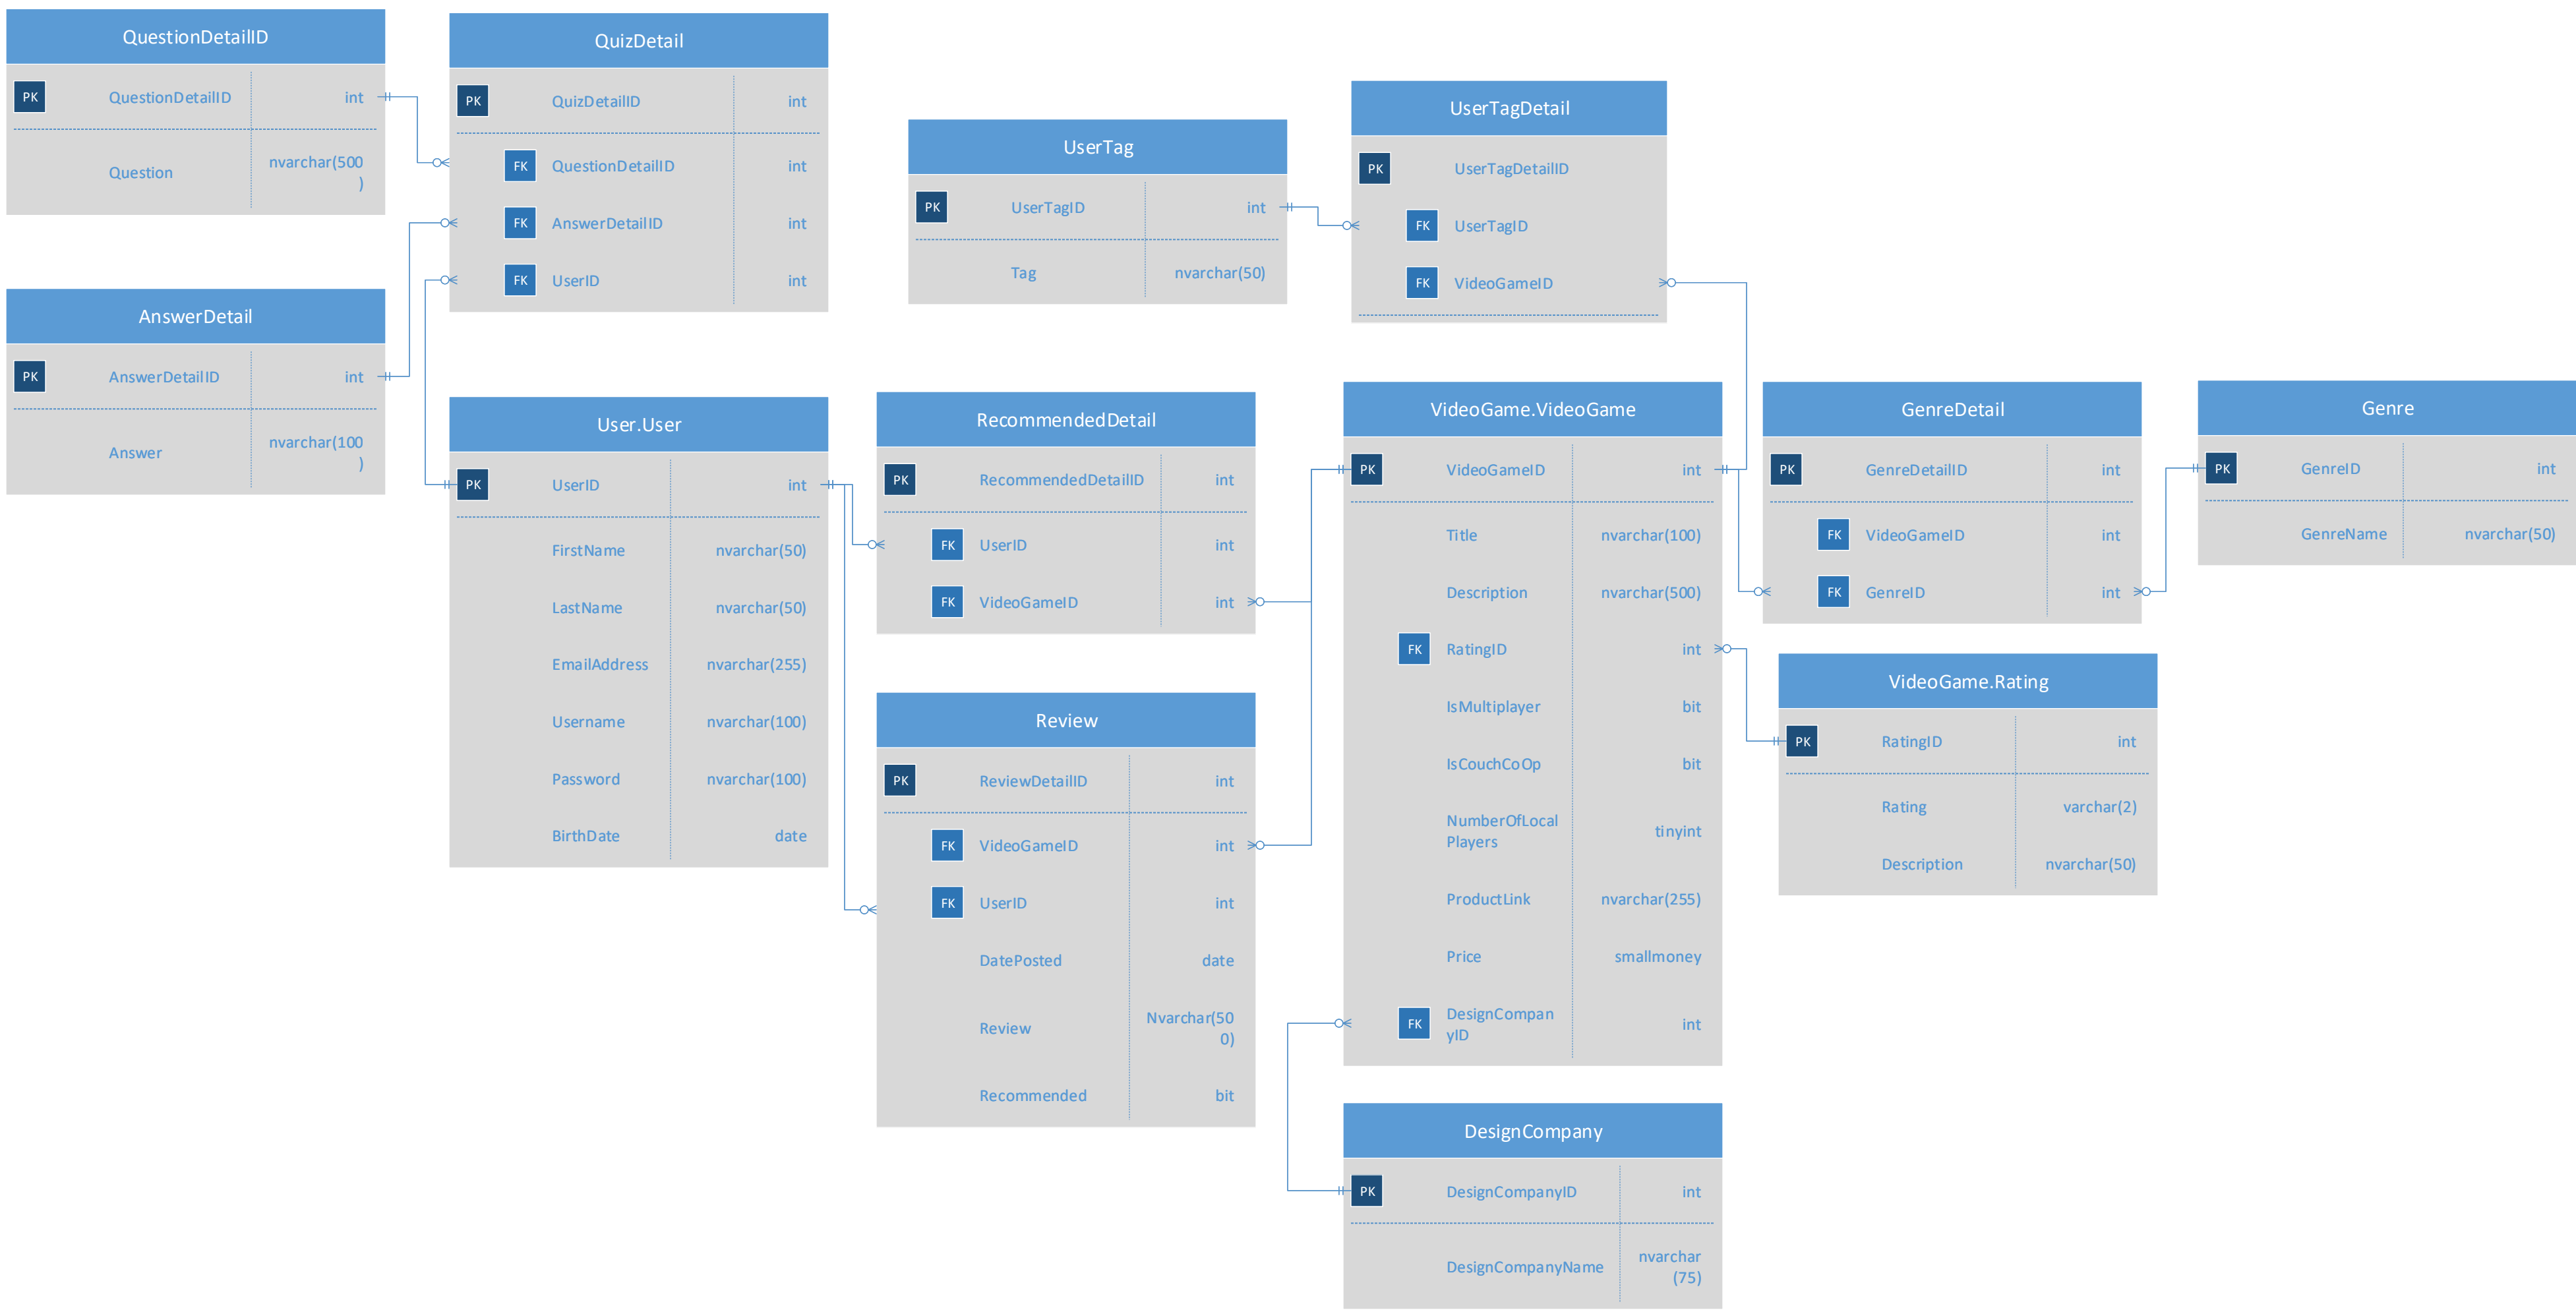 QuestionDetailID
PK QuestionDetailID int
Question nvarchar(500
)
QuizDetail
PK QuizDetailID int
FK QuestionDetailID int
FK AnswerDetailID int
FK UserID int
AnswerDetail
PK AnswerDetailID int
Answer nvarchar(100
)
UserTag
PK UserTagID int
Tag nvarchar(50)
UserTagDetail
PK UserTagDetailID
FK UserTagID
FK VideoGameID
User.User
PK UserID int
FirstName nvarchar(50)
LastName nvarchar(50)
EmailAddress nvarchar(255)
Username nvarchar(100)
Password nvarchar(100)
BirthDate date
RecommendedDetail
PK RecommendedDetailID int
FK UserID int
FK VideoGameID int
Review
PK ReviewDetailID int
FK VideoGameID int
FK UserID int
DatePosted date
Review Nvarchar(50
0)
Recommended bit
VideoGame.VideoGame
PK VideoGameID int
Title nvarchar(100)
Description nvarchar(500)
FK RatingID int
IsMultiplayer bit
IsCouchCoOp bit
NumberOfLocal
Players tinyint
ProductLink nvarchar(255)
Price smallmoney
FK DesignCompan
yID int
GenreDetail
PK GenreDetailID int
FK VideoGameID int
FK GenreID int
Genre
PK GenreID int
GenreName nvarchar(50)
VideoGame.Rating
PK RatingID int
Rating varchar(2)
Description nvarchar(50)
DesignCompany
PK DesignCompanyID int
DesignCompanyName nvarchar
(75)